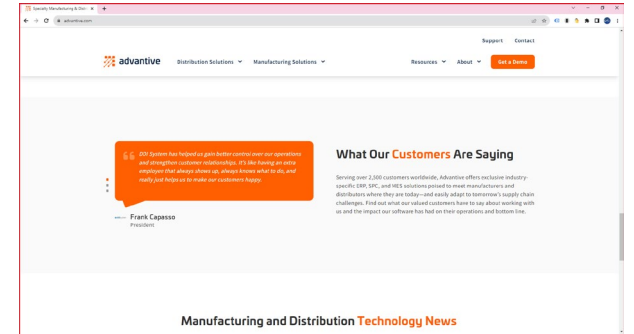 Specialty Manufacturing & Distri
advantive.com
Support Contact
advantive
Distribution Solutions
Manufacturing Solutions
Resources
About
Get a Demo
DDI System has helped us gain better control over our operations
and strengthen customer relationships. It's like having an extra
employee that always shows up, always knows what to do, and
really just helps us to make our customers happy.
Frank Capasso
President
What Our Customers Are Saying
Serving over 2,500 customers worldwide, Advantive offers exclusive industry-
specific ERP, SPC, and MES solutions poised to meet manufacturers and
distributors where they are today—and easily adapt to tomorrow's supply chain
challenges. Find out what our valued customers have to say about working with
us and the impact our software has had on their operations and bottom line.
Manufacturing and Distribution Technology News